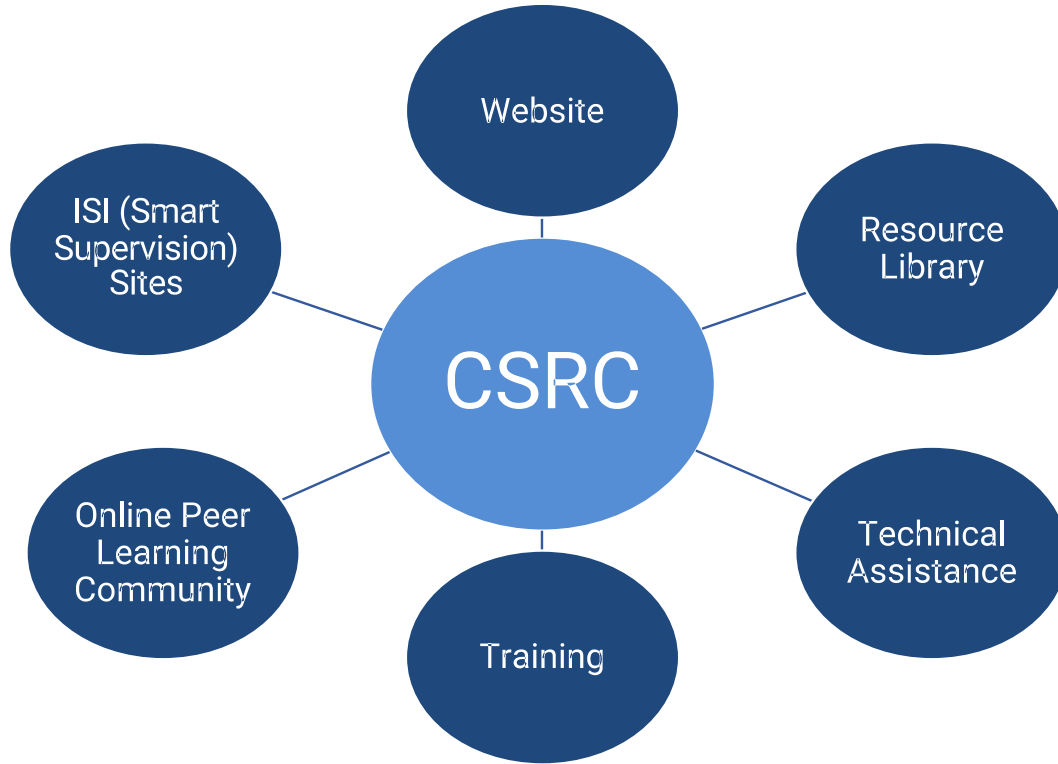 Website
ISI (Smart
Supervision)
Sites
Resource
Library
CSRC
Online Peer
Learning
Community
Technical
Assistance
Training